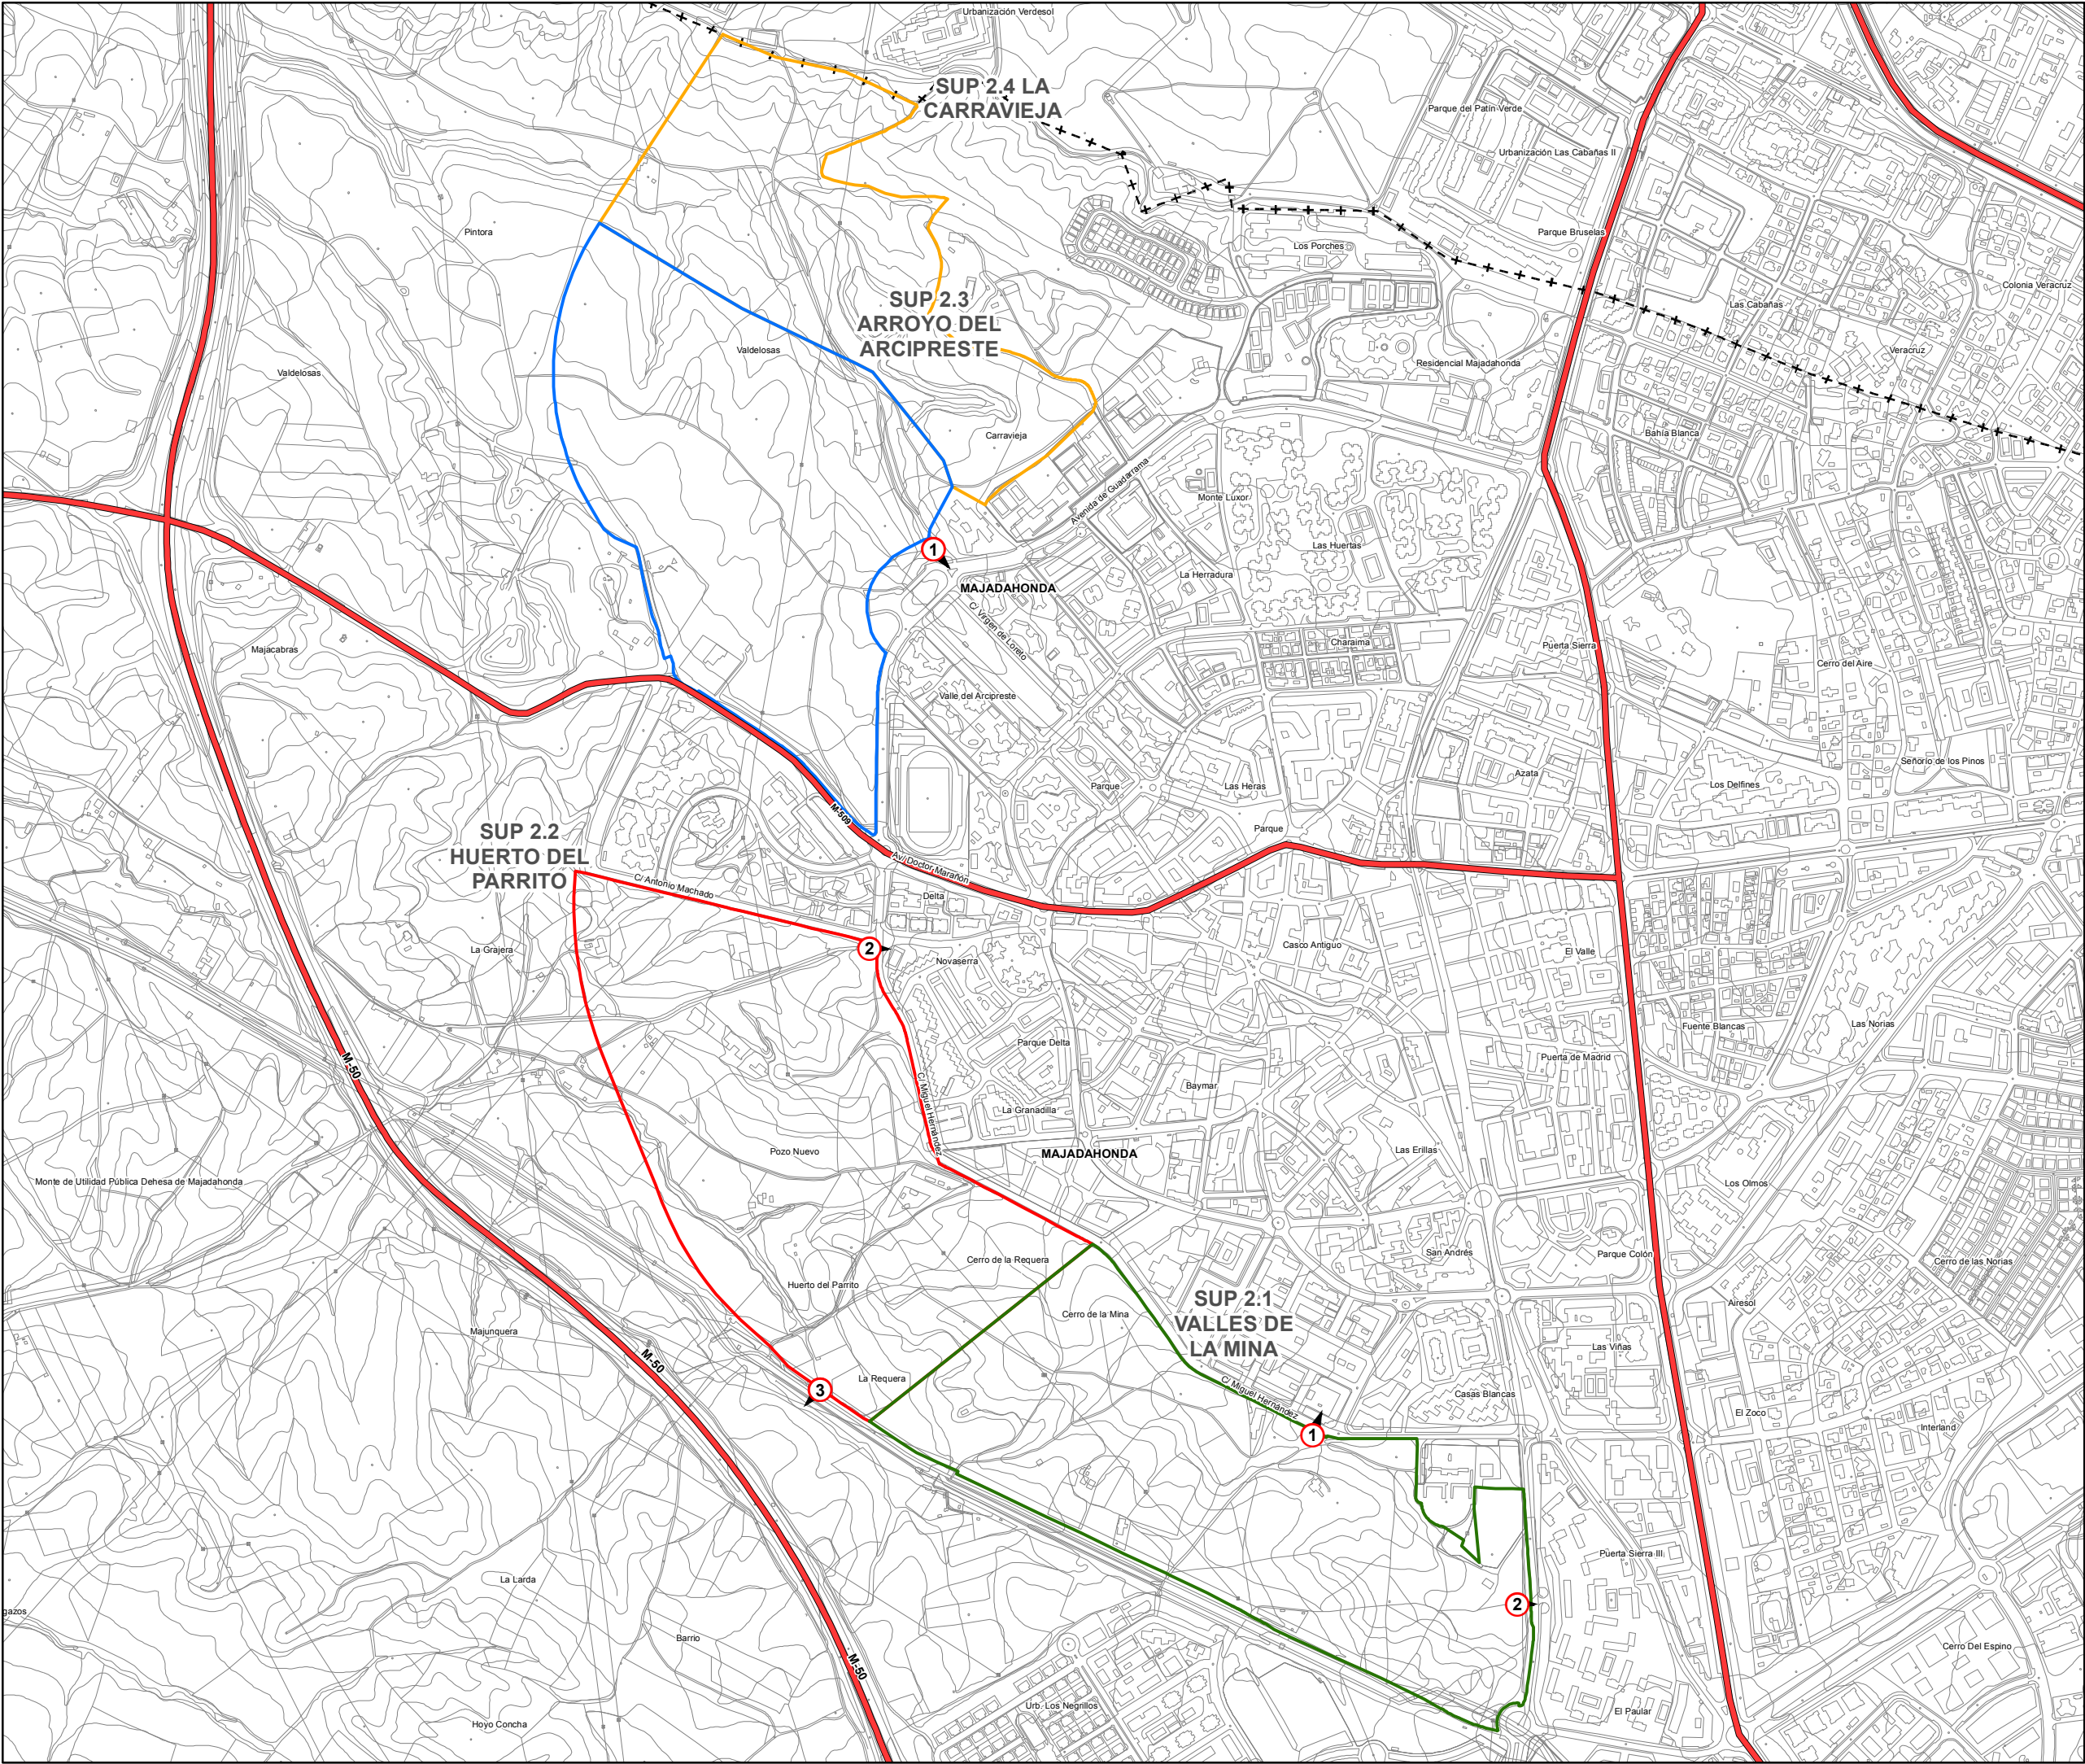 Urbanización Verdesol
SUP 2.4 LA
CARRAVIEJA
Parque del Patín Verde
Urbanización Las Cabañas II
Pintora
Los Porches
Parque Bruselas
Colonia Veracruz
SUP 2.3
ARROYO DEL
ARCIPRESTE
Las Cabañas
Valdelosas
Veracruz
Valdelosas
Residencial Majadahonda
Carravieja
Bahía Blanca
Avenida de Guadarrama
Monte Luxor
1
Las Huertas
La Herradura
MAJADAHONDA
C/ Virgen de Loreto
Charaima
Puerta Sierra
Majacabras
Cerro del Aire
Valle del Arcipreste
Señorío de los Pinos
Azata
Parque
Las Heras
Los Delfines
M-509
SUP 2.2
HUERTO DEL
PARRITO
Parque
Av/ Doctor Marañón
C/ Antonio Machado
Delta
La Grajera
2
Casco Antiguo
El Valle
Novaserra
Fuente Blancas
Las Norias
Parque Delta
Puerta de Madrid
M-50
Baymar
C/ Miguel Hernández
La Granadilla
Pozo Nuevo
MAJADAHONDA
Las Erillas
Monte de Utilidad Pública Dehesa de Majadahonda
Los Olmos
Cerro de la Requera
San Andrés
Parque Colón
Cerro de las Norias
Huerto del Parrito
SUP 2.1
VALLES DE
LA MINA
Cerro de la Mina
Airesol
Majunquera
Las Viñas
M-50
La Requera
3
C/ Miguel Hernández
Casas Blancas
El Zoco
Interland
1
Puerta Sierra III
La Larda
gazos
2
Barrio
Cerro Del Espino
M-50
Urb. Los Negrillos
El Paular
Hoyo Concha